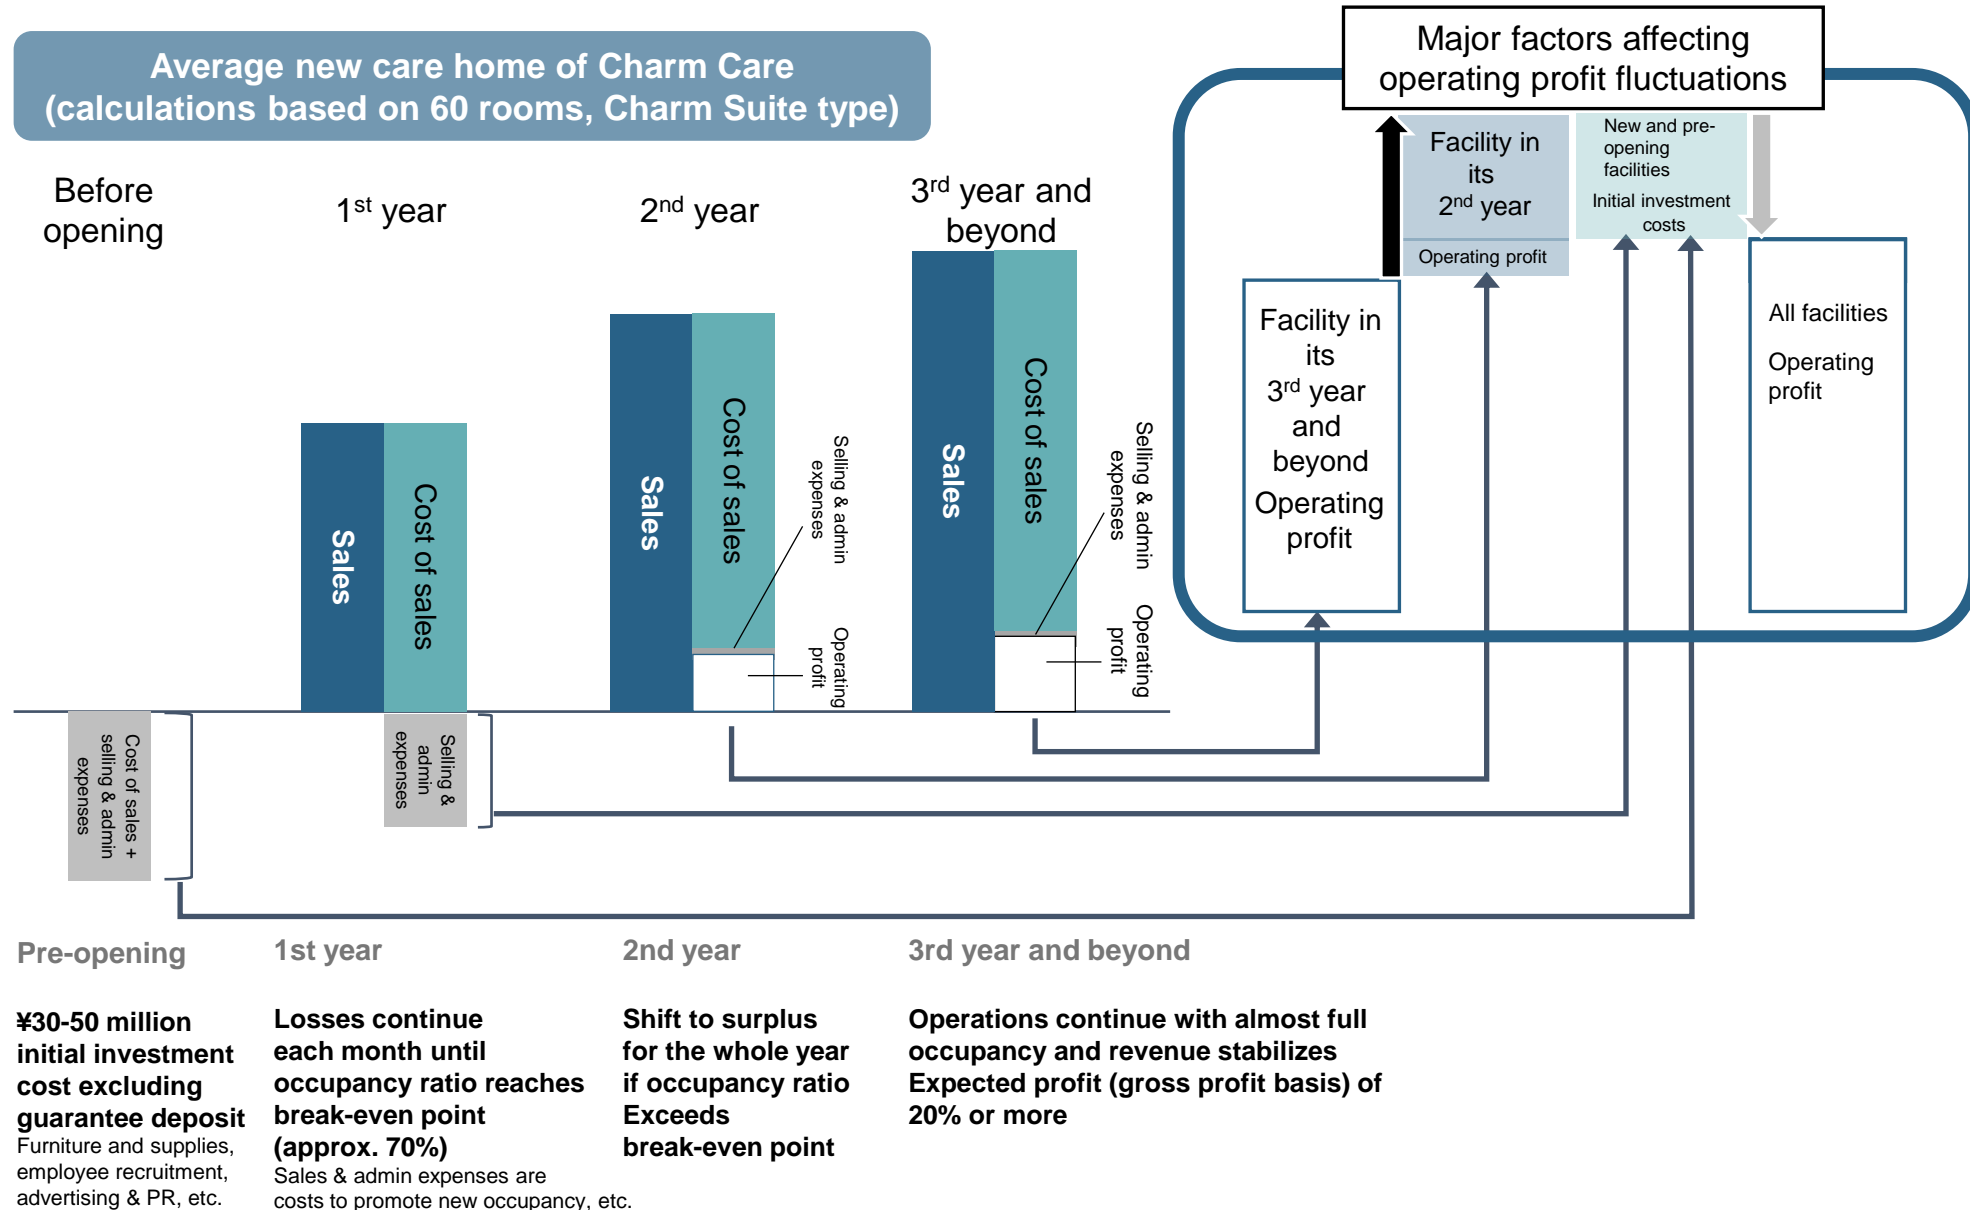 Average new care home of Charm Care
(calculations based on 60 rooms, Charm Suite type)
Before
opening
1st year
2nd year
3rd year and
beyond
Sales
Cost of sales
Sales
Cost of sales
Selling & admin
expenses
Operating
profit
Sales
Cost of sales
Selling & admin
expenses
Operating
profit
Cost of sales +
selling & admin
expenses
Selling &
admin
expenses
Major factors affecting
operating profit fluctuations
Facility in
its
2nd year
Operating profit
New and pre-
opening
facilities
Initial investment
costs
Facility in
its
3rd year
and
beyond
Operating
profit
All facilities
Operating
profit
Pre-opening
¥30-50 million
initial investment
cost excluding
guarantee deposit
Furniture and supplies,
employee recruitment,
advertising & PR, etc.
1st year
Losses continue
each month until
occupancy ratio reaches
break-even point
(approx. 70%)
Sales & admin expenses are
costs to promote new occupancy, etc.
2nd year
Shift to surplus
for the whole year
if occupancy ratio
Exceeds
break-even point
3rd year and beyond
Operations continue with almost full
occupancy and revenue stabilizes
Expected profit (gross profit basis) of
20% or more